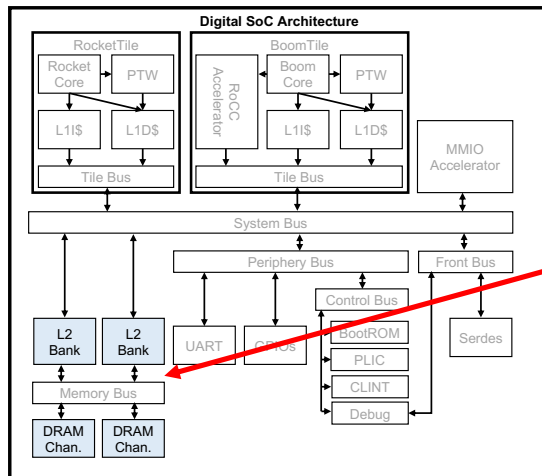 Digital SoC Architecture
RocketTile
BoomTile
Rocket
Core
PTW
L1I$
L1D$
Tile Bus
RoCC
Accelerator
Boom
Core
PTW
L1I$
L1D$
Tile Bus
MMIO
Accelerator
System Bus
Periphery Bus
Front Bus
Control Bus
L2
Bank
L2
Bank
UART
GPIOs
BootROM
PLIC
CLINT
Debug
Serdes
Memory Bus
DRAM
Chan.
DRAM
Chan.